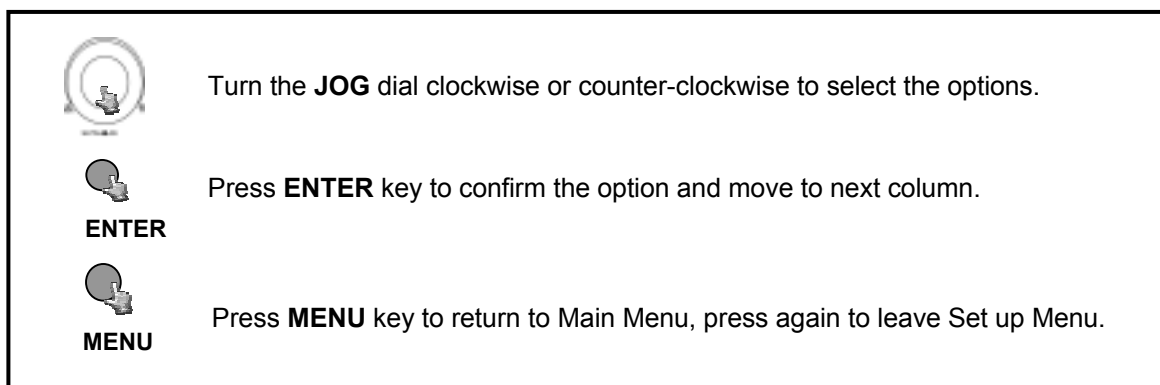 Turn the JOG dial clockwise or counter-clockwise to select the options.
Press ENTER key to confirm the option and move to next column.
ENTER
Press MENU key to return to Main Menu, press again to leave Set up Menu.
MENU